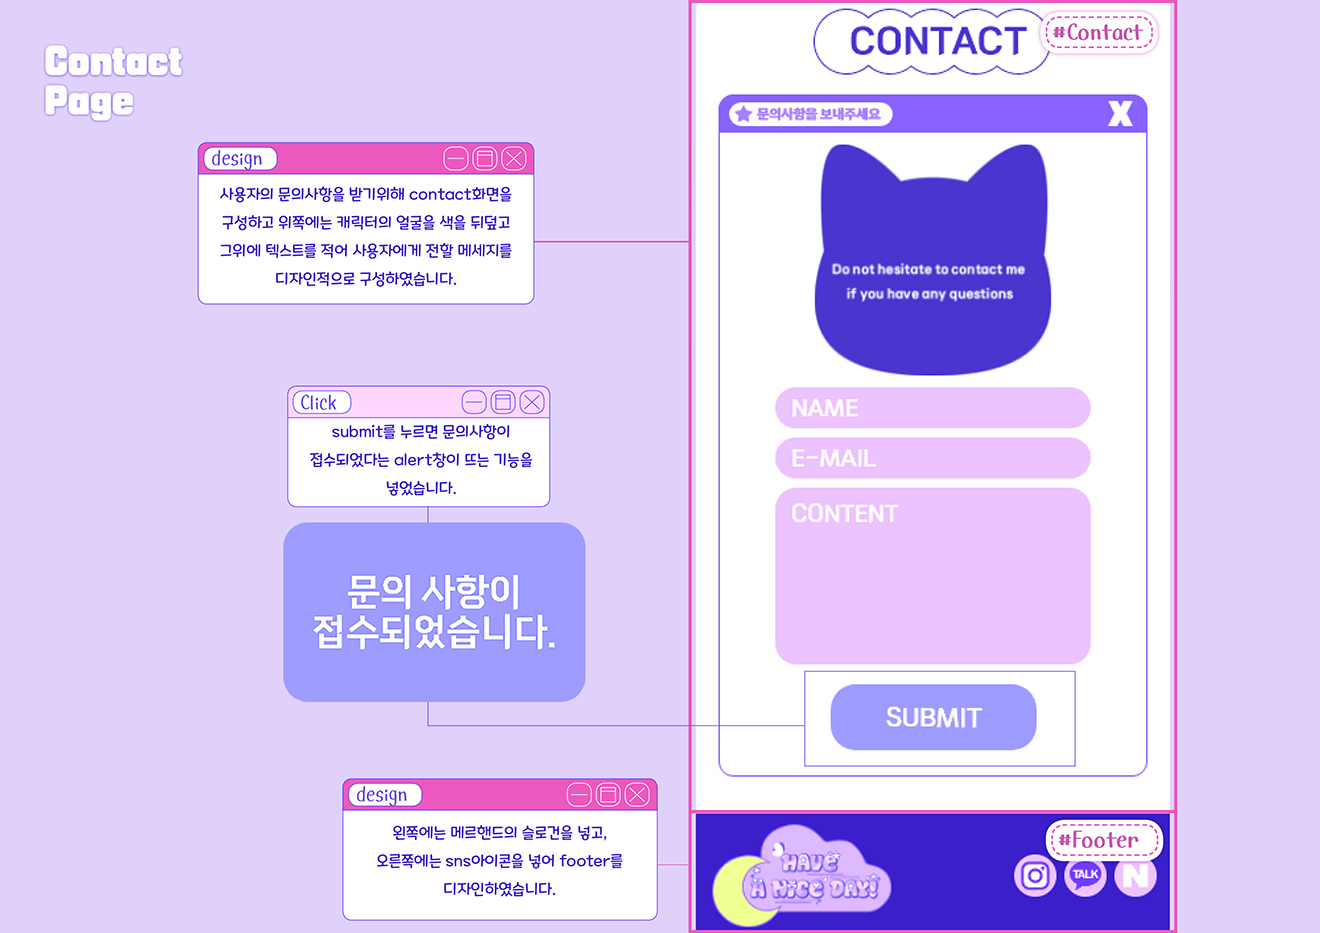 Contact
Page
design
사용자의 문의사항을 받기위해 contact화면을
구성하고 위쪽에는 캐릭터의 얼굴을 색을 뒤덮고
그위에 텍스트를 적어 사용자에게 전할 메세지를
디자인적으로 구성하였습니다.
Click
submit를 누르면 문의사항이
접수되었다는 alert창이 뜨는 기능을
넣었습니다.
문의 사항이
접수되었습니다.
design
왼쪽에는 메르핸드의 슬로건을 넣고,
오른쪽에는 sns아이콘을 넣어 footer를
디자인하였습니다.
CONTACT
#Contact
문의사항을 보내주세요
X
Do not hesitate to contact me
if you have any questions
NAME
E-MAIL
CONTENT
SUBMIT
#Footer
HAVE
A NICE DAY!
TALK
N